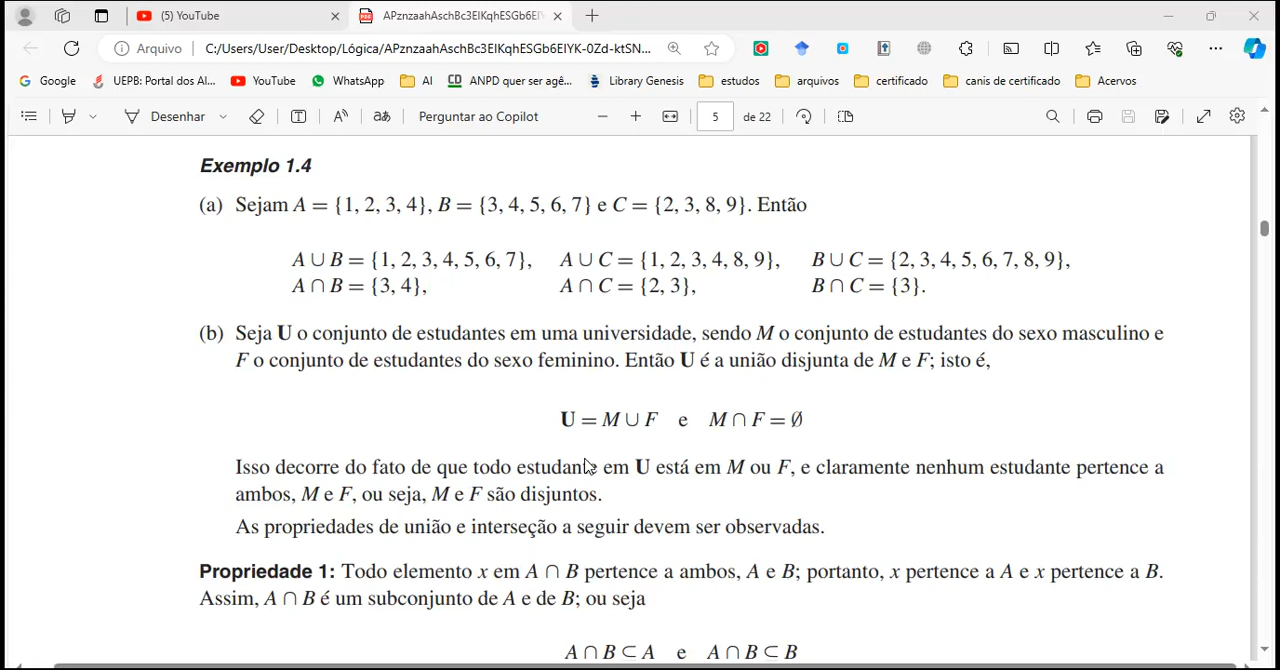 (5) YouTube
APznzaahAschBc3ElKqhESGb6ElY
Arquivo C:/Users/User/Desktop/Lógica/APznzaahAschBc3ElKqhESGb6ElYK-0Zd-ktSN...
Google UEPB: Portal dos Al... YouTube WhatsApp AI CD ANPD quer ser agê... Library Genesis estudos arquivos certificado canis de certificado Acervos
Desenhar T A aあ Perguntar ao Copilot 5 de 22
Exemplo 1.4
(a) Sejam A = {1, 2, 3, 4}, B = {3, 4, 5, 6, 7} e C = {2, 3, 8, 9}. Então
A ∪ B = {1, 2, 3, 4, 5, 6, 7}, A ∪ C = {1, 2, 3, 4, 8, 9}, B ∪ C = {2, 3, 4, 5, 6, 7, 8, 9},
A ∩ B = {3, 4}, A ∩ C = {2, 3}, B ∩ C = {3}.
(b) Seja U o conjunto de estudantes em uma universidade, sendo M o conjunto de estudantes do sexo masculino e
F o conjunto de estudantes do sexo feminino. Então U é a união disjunta de M e F; isto é,
U = M ∪ F e M ∩ F = ∅
Isso decorre do fato de que todo estudante em U está em M ou F, e claramente nenhum estudante pertence a
ambos, M e F, ou seja, M e F são disjuntos.
As propriedades de união e interseção a seguir devem ser observadas.
Propriedade 1: Todo elemento x em A ∩ B pertence a ambos, A e B; portanto, x pertence a A e x pertence a B.
Assim, A ∩ B é um subconjunto de A e de B; ou seja
A ∩ B ⊆ A e A ∩ B ⊆ B